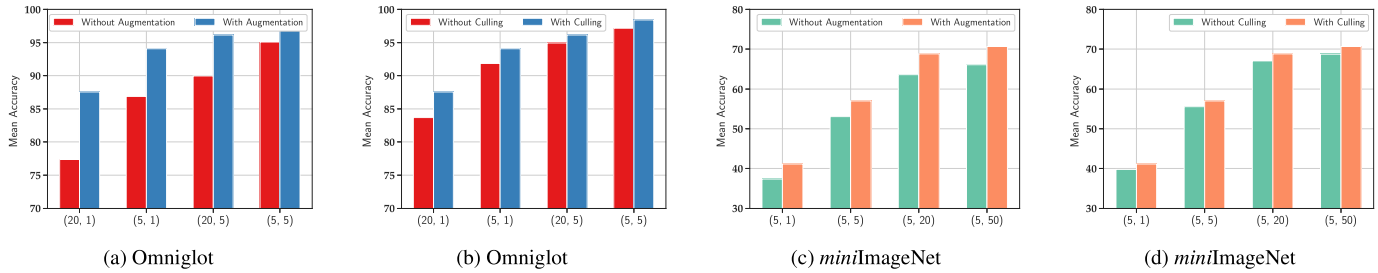 Without Augmentation With Augmentation
Mean Accuracy
100
95
90
85
80
75
70
(20, 1) (5, 1) (20, 5) (5, 5)
(a) Omniglot
Without Culling With Culling
Mean Accuracy
100
95
90
85
80
75
70
(20, 1) (5, 1) (20, 5) (5, 5)
(b) Omniglot
Without Augmentation With Augmentation
Mean Accuracy
80
70
60
50
40
30
(5, 1) (5, 5) (5, 20) (5, 50)
(c) miniImageNet
Without Culling With Culling
Mean Accuracy
80
70
60
50
40
30
(5, 1) (5, 5) (5, 20) (5, 50)
(d) miniImageNet